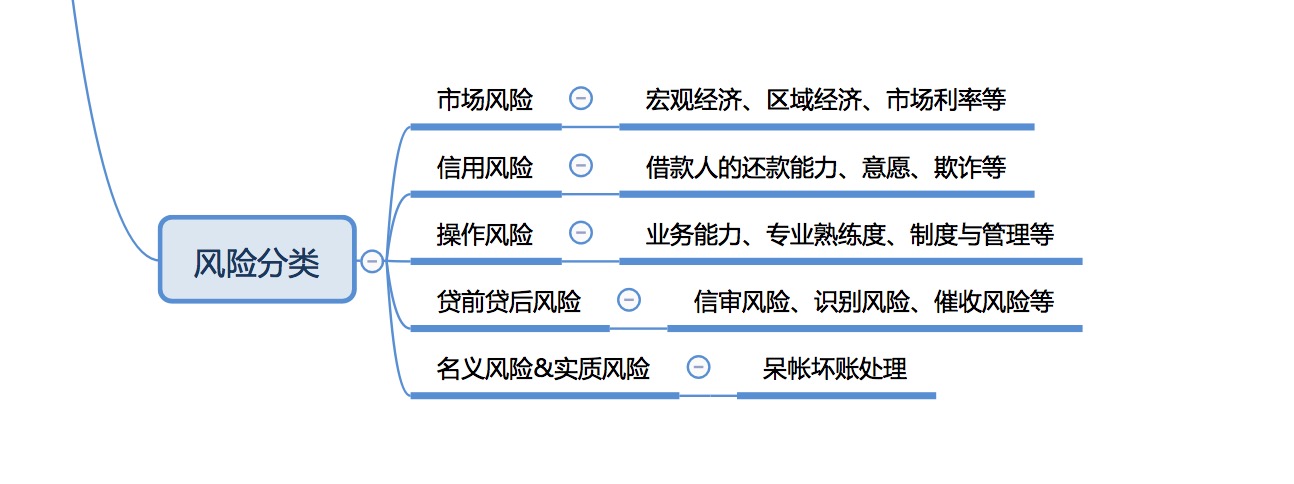 市场风险 宏观经济、区域经济、市场利率等
信用风险 借款人的还款能力、意愿、欺诈等
操作风险 业务能力、专业熟练度、制度与管理等
风险分类
贷前贷后风险 信审风险、识别风险、催收风险等
名义风险&实质风险 呆帐坏账处理